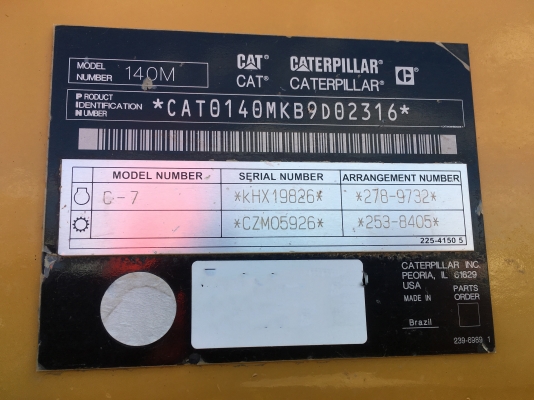 MODEL NUMBER 140M
CAT CATERPILLAR
CAT® CATERPILLAR® C
PRODUCT IDENTIFICATION NUMBER *CAT0140MKB9D02316*
MODEL NUMBER SERIAL NUMBER ARRANGEMENT NUMBER
C-7 *KHX19826* *278-9732*
*CZM05926* *253-8405*
225-4150 5
CATERPILLAR INC.
PEORIA, IL 61629
USA
MADE IN
PARTS ORDER
Brazil
239-6989 1